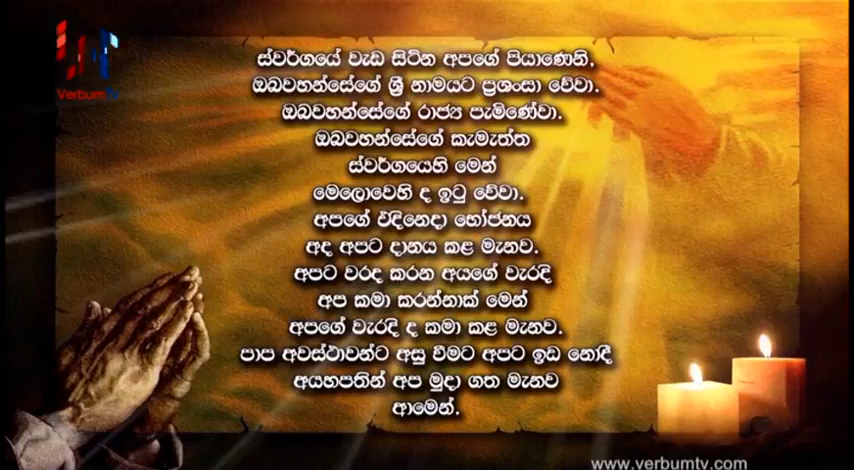 VerbumTv
ස්වර්ගයේ වැඩ සිටින අපගේ පියාණෙනි,
ඔබවහන්සේගේ ශ්‍රී නාමයට ප්‍රශංසා වේවා.
ඔබවහන්සේගේ රාජ්‍ය පැමිණේවා.
ඔබවහන්සේගේ කැමැත්ත
ස්වර්ගයෙහි මෙන්
මෙලොවෙහි ද ඉටු වේවා.
අපගේ එදිනෙදා භෝජනය
අද අපට දානය කළ මැනව.
අපට වරද කරන අයගේ වැරදි
අප කමා කරන්නාක් මෙන්
අපගේ වැරදි ද කමා කළ මැනව.
පාප අවස්ථාවන්ට අසු වීමට අපට ඉඩ නොදී
අයහපතින් අප මුදා ගත මැනව
ආමෙන්.
www.verbumtv.com